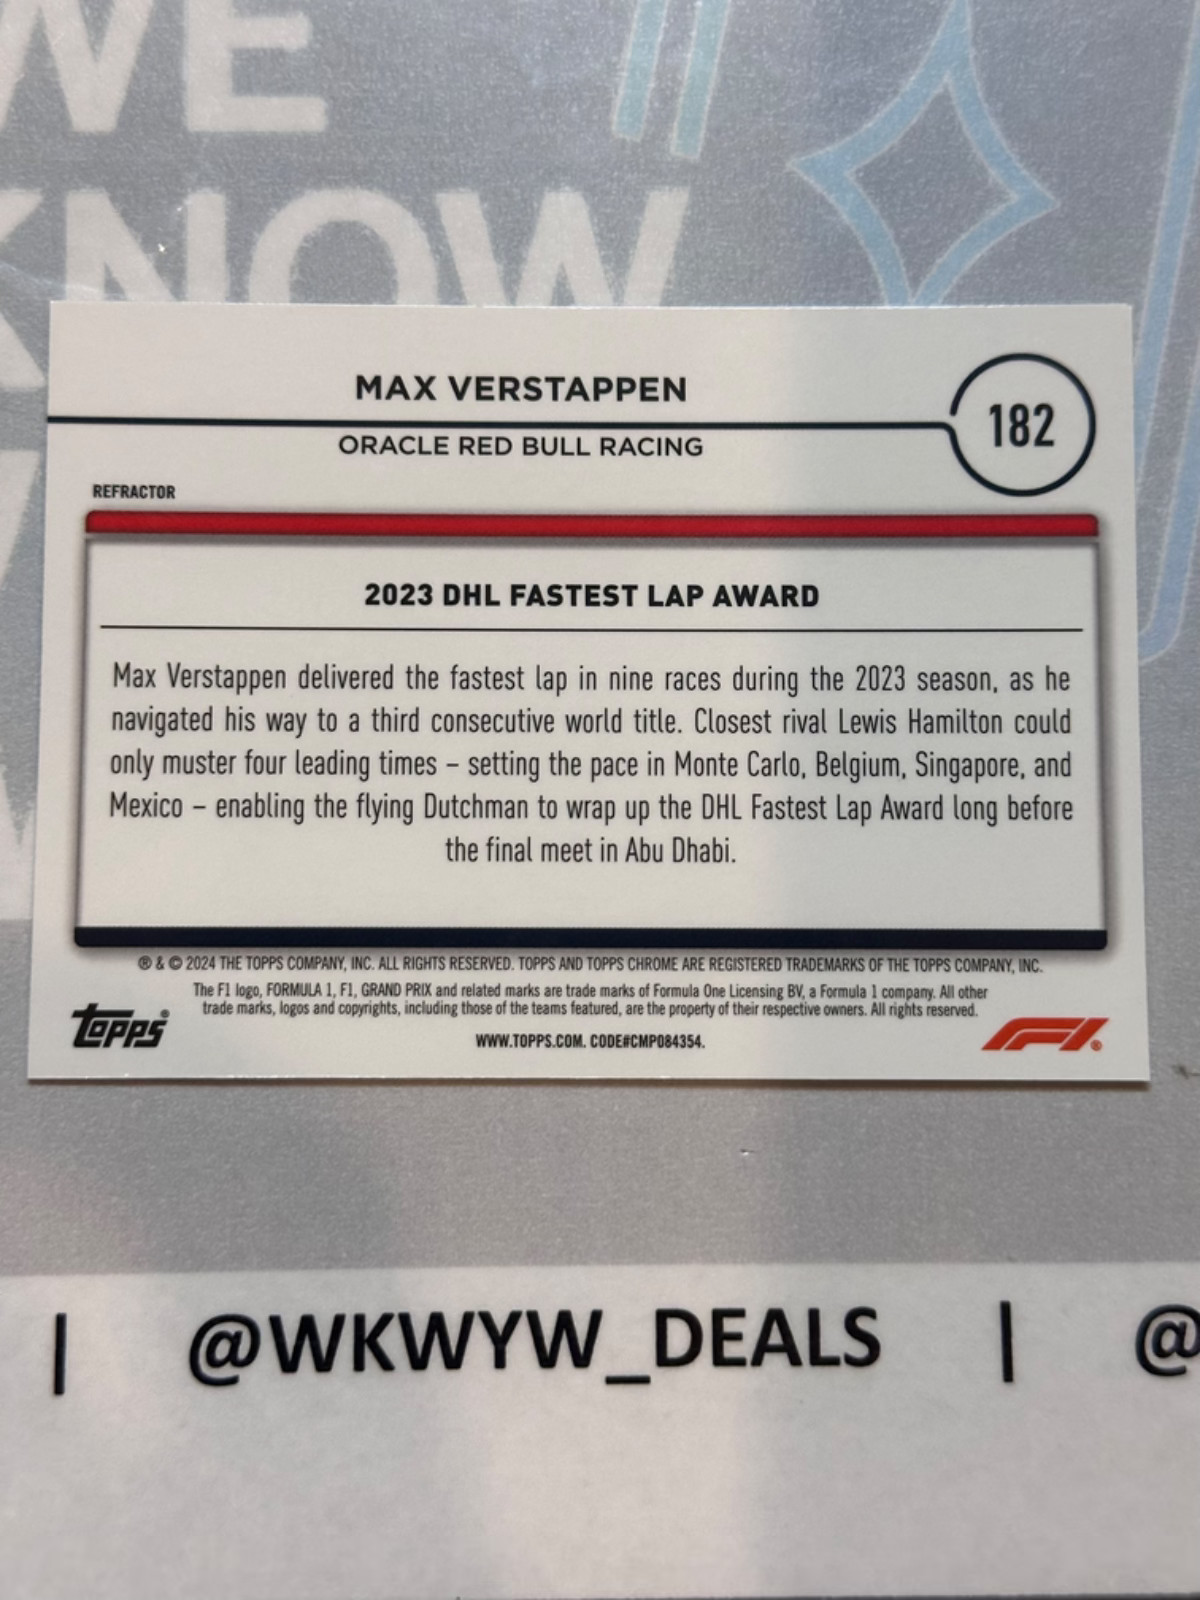 WE
KNOW
MAX VERSTAPPEN
182
ORACLE RED BULL RACING
REFRACTOR
2023 DHL FASTEST LAP AWARD
Max Verstappen delivered the fastest lap in nine races during the 2023 season, as he
navigated his way to a third consecutive world title. Closest rival Lewis Hamilton could
only muster four leading times – setting the pace in Monte Carlo, Belgium, Singapore, and
Mexico – enabling the flying Dutchman to wrap up the DHL Fastest Lap Award long before
the final meet in Abu Dhabi.
® & © 2024 THE TOPPS COMPANY, INC. ALL RIGHTS RESERVED. TOPPS AND TOPPS CHROME ARE REGISTERED TRADEMARKS OF THE TOPPS COMPANY, INC.
The F1 logo, FORMULA 1, F1, GRAND PRIX and related marks are trade marks of Formula One Licensing BV, a Formula 1 company. All other
trade marks, logos and copyrights, including those of the teams featured, are the property of their respective owners. All rights reserved.
topps®
WWW.TOPPS.COM. CODE#CMP084354.
F1®
| @WKWYW_DEALS | @